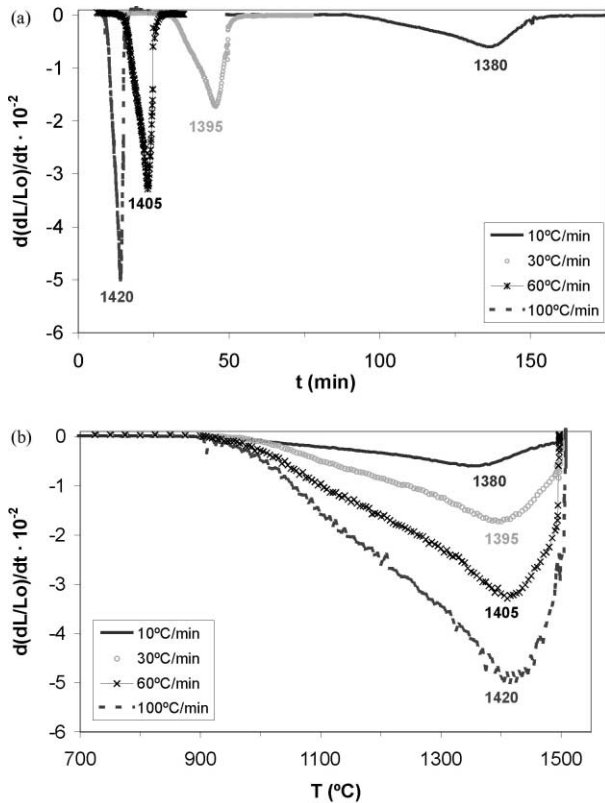 (a)
0
-1
-2
-3
-4
-5
-6
d(dL/Lo)/dt · 10⁻²
1380
1395
1405
1420
10ºC/min
30ºC/min
60ºC/min
100ºC/min
0 50 100 150
t (min)
(b)
0
-1
-2
-3
-4
-5
-6
d(dL/Lo)/dt · 10⁻²
1380
1395
1405
1420
10ºC/min
30ºC/min
60ºC/min
100ºC/min
700 900 1100 1300 1500
T (ºC)